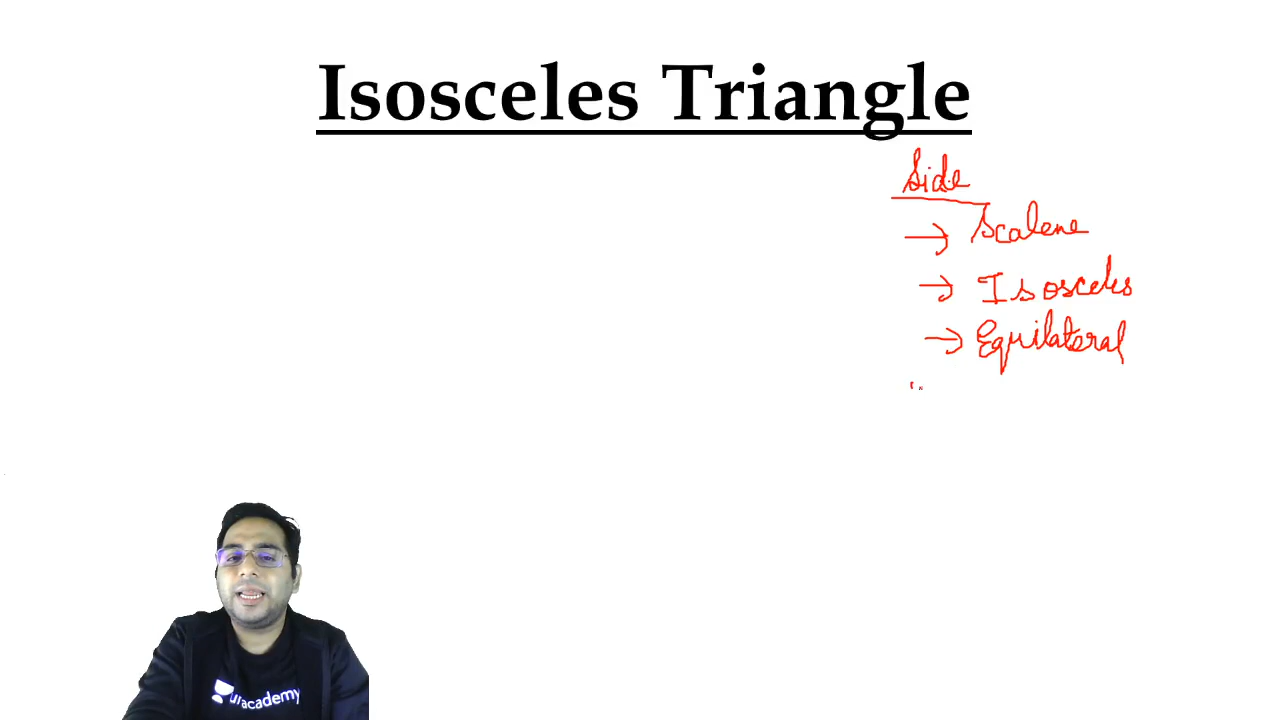 Isosceles Triangle
Side
→ Scalene
→ Isosceles
→ Equilateral
unacademy